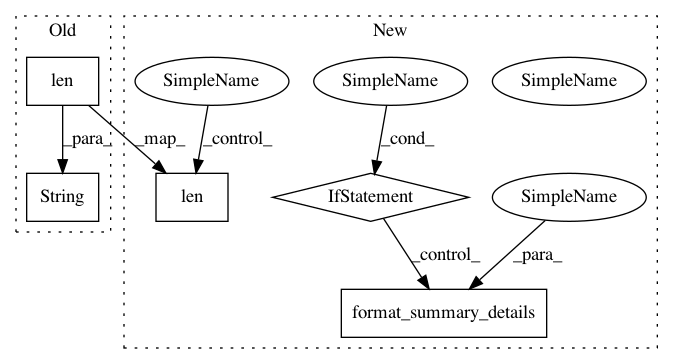 Old
New
len
SimpleName
SimpleName
SimpleName
_para_
_map_
_control_
_cond_
String
len
IfStatement
SimpleName
_control_
_para_
format_summary_details